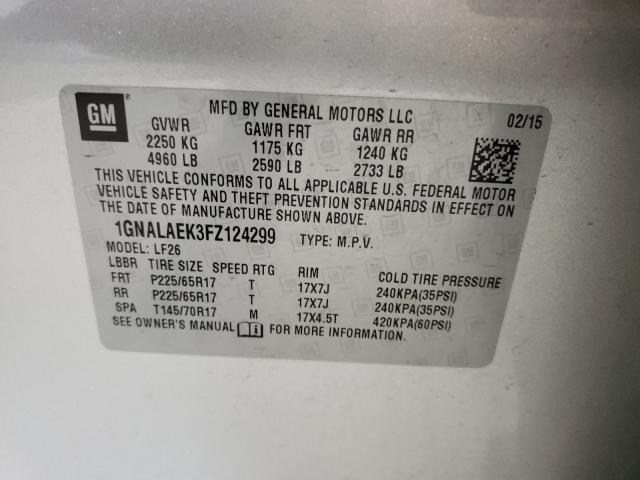 GM
MFD BY GENERAL MOTORS LLC 02/15
GVWR GAWR FRT GAWR RR
2250 KG 1175 KG 1240 KG
4960 LB 2590 LB 2733 LB
THIS VEHICLE CONFORMS TO ALL APPLICABLE U.S. FEDERAL MOTOR
VEHICLE SAFETY AND THEFT PREVENTION STANDARDS IN EFFECT ON
THE DATE OF MANUFACTURE SHOWN ABOVE.
1GNALAEK3FZ124299 TYPE: M.P.V.
MODEL: LF26
LBBR TIRE SIZE SPEED RTG RIM COLD TIRE PRESSURE
FRT P225/65R17 T 17X7J 240KPA(35PSI)
RR P225/65R17 T 17X7J 240KPA(35PSI)
SPA T145/70R17 M 17X4.5T 420KPA(60PSI)
SEE OWNER'S MANUAL FOR MORE INFORMATION.